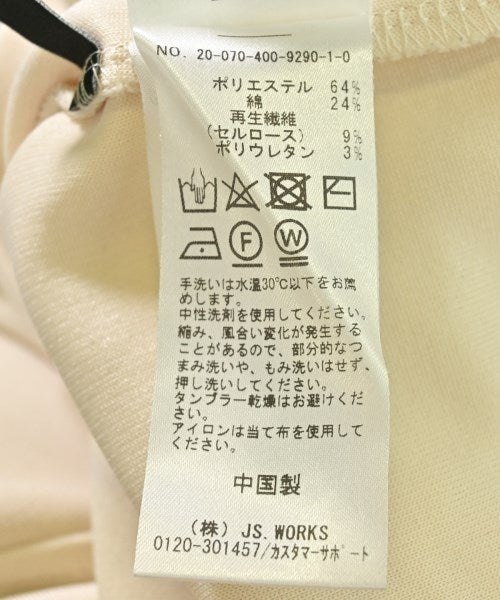 NO. 20-070-400-9290-1-0
ポリエステル 64%
綿 24%
再生繊維
(セルロース) 9%
ポリウレタン 3%
F W
手洗いは水温30℃以下をお薦
めします。
中性洗剤を使用してください。
縮み、風合い変化が発生する
ことがあるので、部分的なつ
まみ洗いや、もみ洗いはせず、
押し洗いしてください。
タンブラー乾燥はお避けくださ
い。
アイロンは当て布を使用して
ください。
中国製
(株) JS.WORKS
0120-301457/カスタマーサポート